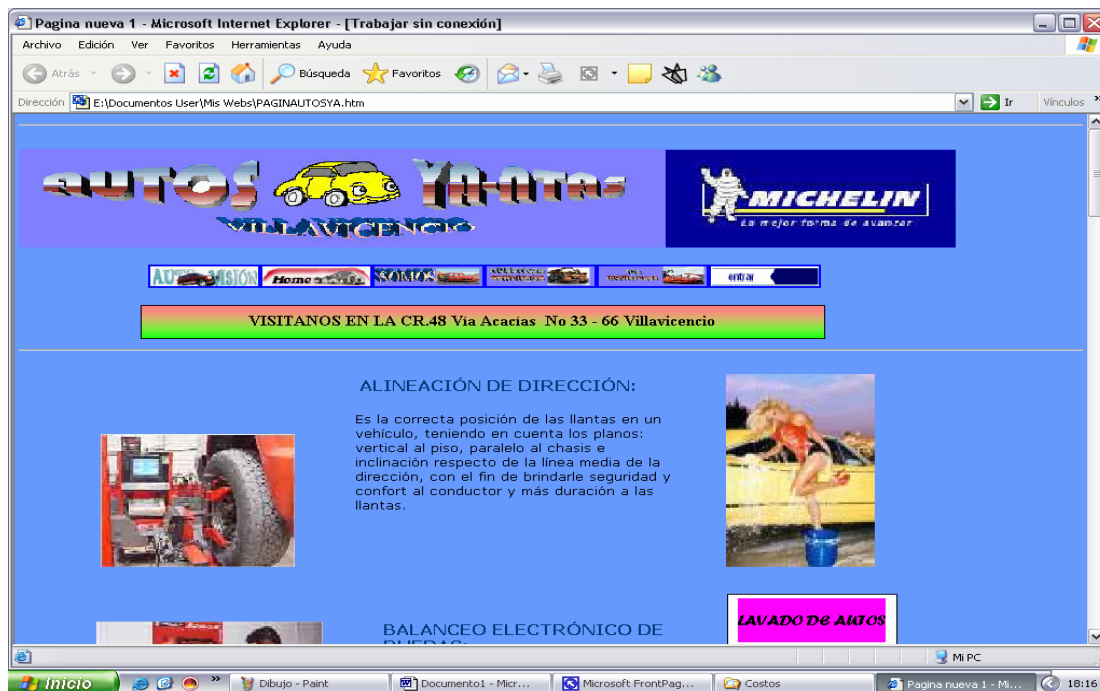 Pagina nueva 1 - Microsoft Internet Explorer - [Trabajar sin conexión]
Archivo Edición Ver Favoritos Herramientas Ayuda
Atrás Búsqueda Favoritos
Dirección E:\Documentos User\Mis Webs\PAGINAUTOSYA.htm Ir Vínculos »
AUTOS YA-OTAS
VILLAVICENCIO
MICHELIN
La mejor forma de avanzar.
AUTO MISIÓN Home SOMOS entrar
VISITANOS EN LA CR.48 Vía Acacías No 33 - 66 Villavicencio
ALINEACIÓN DE DIRECCIÓN:
Es la correcta posición de las llantas en un
vehículo, teniendo en cuenta los planos:
vertical al piso, paralelo al chasis e
inclinación respecto de la línea media de la
dirección, con el fin de brindarle seguridad y
confort al conductor y más duración a las
llantas.
BALANCEO ELECTRÓNICO DE
RUEDAS:
LAVADO DE AUTOS
Mi PC
Inicio » Dibujo - Paint Documento1 - Micr... Microsoft FrontPag... Costos Pagina nueva 1 - Mi... 18:16